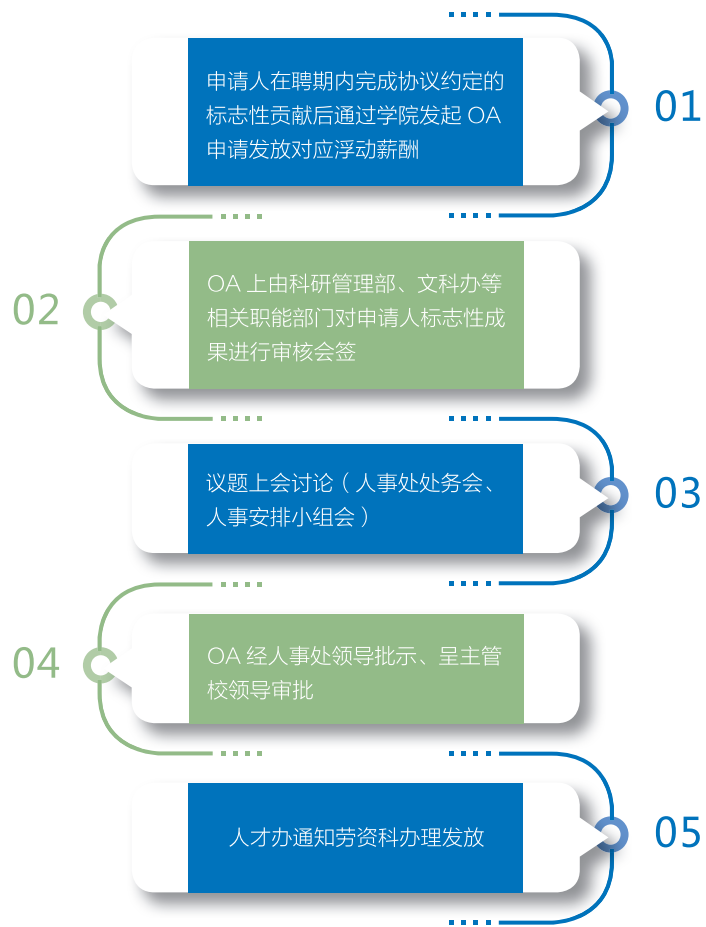 申请人在聘期内完成协议约定的
标志性贡献后通过学院发起 OA
申请发放对应浮动薪酬
01
02
OA 上由科研管理部、文科办等
相关职能部门对申请人标志性成
果进行审核会签
议题上会讨论（人事处处务会、
人事安排小组会）
03
04
OA 经人事处领导批示、呈主管
校领导审批
人才办通知劳资科办理发放
05